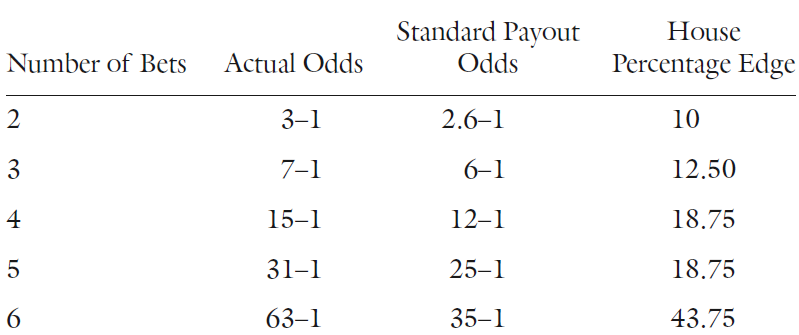 Standard Payout House
Number of Bets Actual Odds Odds Percentage Edge
2 3–1 2.6–1 10
3 7–1 6–1 12.50
4 15–1 12–1 18.75
5 31–1 25–1 18.75
6 63–1 35–1 43.75